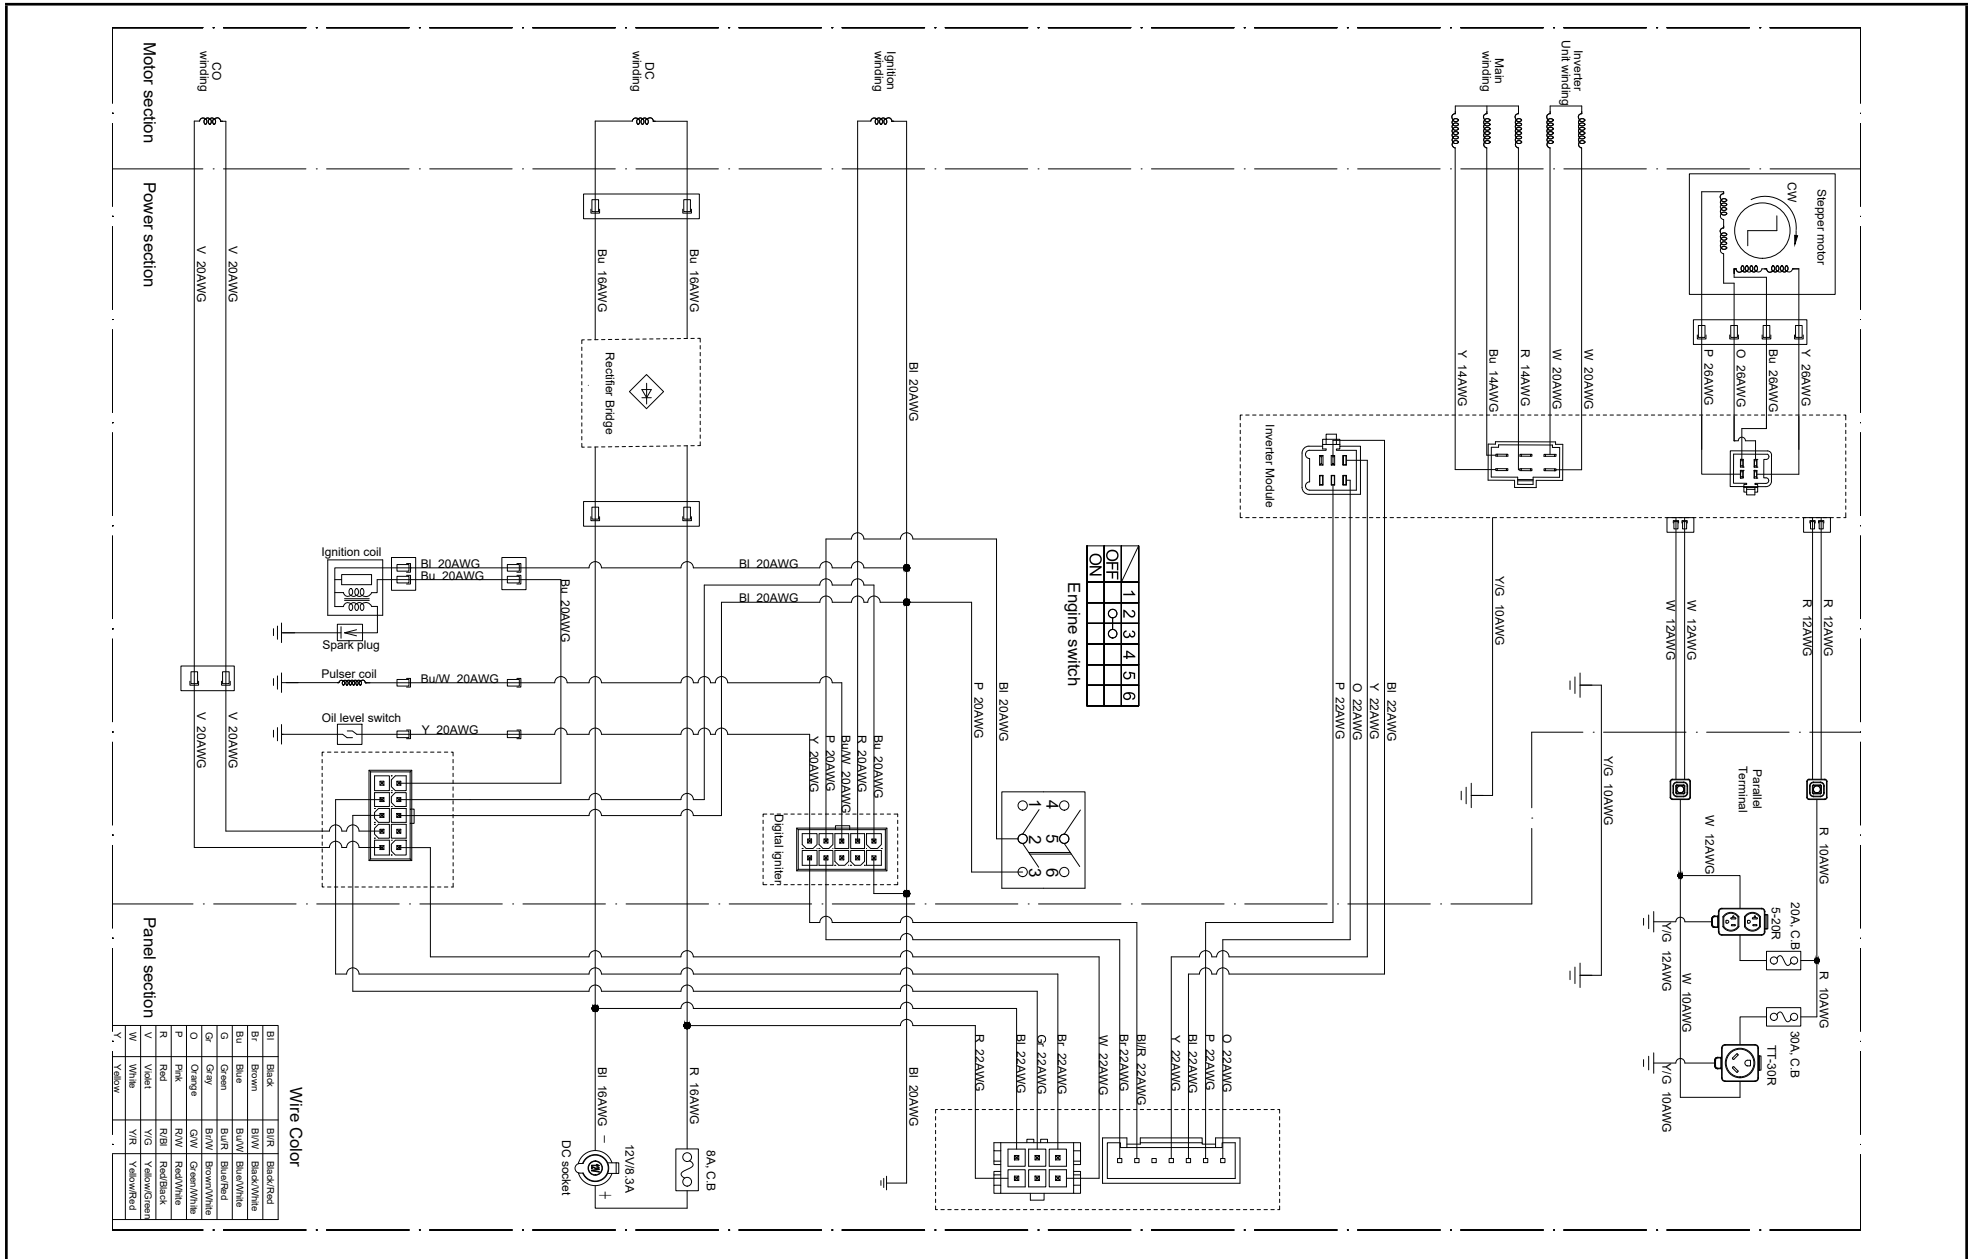 Motor section
CO
winding
DC
winding
Ignition
winding
Main
winding
Inverter
Unit winding
Power section
V 20AWG
V 20AWG
Bu 16AWG
Bu 16AWG
Rectifier Bridge
Bl 20AWG
Y 14AWG
Bu 14AWG
R 14AWG
W 20AWG
W 20AWG
Stepper motor
CW
P 26AWG
O 26AWG
Bu 26AWG
Y 26AWG
Inverter Module
Ignition coil
Bl 20AWG
Bu 20AWG
Bu 20AWG
Bl 20AWG
Bl 20AWG
Spark plug
Pulser coil
Bu/W 20AWG
Oil level switch
Y 20AWG
V 20AWG
V 20AWG
Y 20AWG
P 20AWG
Bu/W 20AWG
R 20AWG
Bu 20AWG
Digital igniter
P 20AWG
Bl 20AWG
1 2 3 4 5 6
OFF
ON
Engine switch
1 2 3
4 5 6
P 22AWG
O 22AWG
Y 22AWG
Bl 22AWG
Y/G 10AWG
Y/G 10AWG
W 12AWG
W 12AWG
R 12AWG
R 12AWG
Parallel
Terminal
W 12AWG
R 10AWG
20A, C.B
5-20R
Y/G 12AWG
W 10AWG
R 10AWG
30A, C.B
TT-30R
Y/G 10AWG
Panel section
R 22AWG
Bl 22AWG
Gr 22AWG
Br 22AWG
W 22AWG
Br 22AWG
Bl/R 22AWG
Y 22AWG
Bl 22AWG
P 22AWG
O 22AWG
Bl 16AWG
R 16AWG
Bl 20AWG
8A, C.B
12V/8.3A
DC socket
− +
Wire Color
Bl Black Bl/R Black/Red
Br Brown Bl/W Black/White
Bu Blue Bu/W Blue/White
G Green Bu/R Blue/Red
Gr Gray Br/W Brown/White
O Orange G/W Green/White
P Pink R/W Red/White
R Red R/Bl Red/Black
V Violet Y/G Yellow/Green
W White Y/R Yellow/Red
Y Yellow